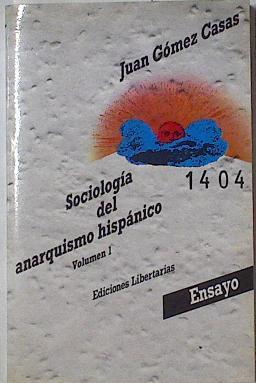 Juan Gómez Casas
1404
Sociología
del
anarquismo hispánico
Volumen I
Ediciones Libertarias
Ensayo